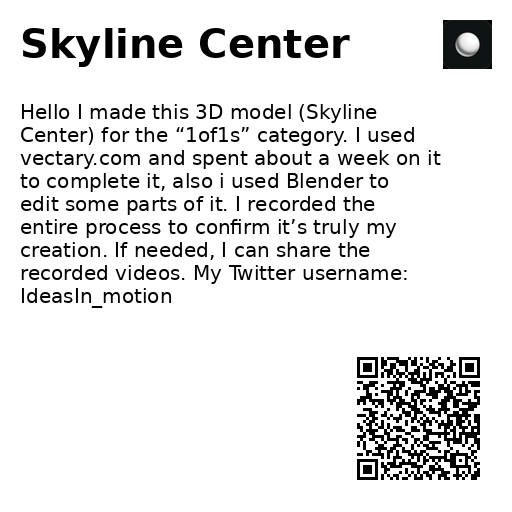 Skyline Center
Hello I made this 3D model (Skyline
Center) for the “1of1s” category. I used
vectary.com and spent about a week on it
to complete it, also i used Blender to
edit some parts of it. I recorded the
entire process to confirm it’s truly my
creation. If needed, I can share the
recorded videos. My Twitter username:
IdeasIn_motion